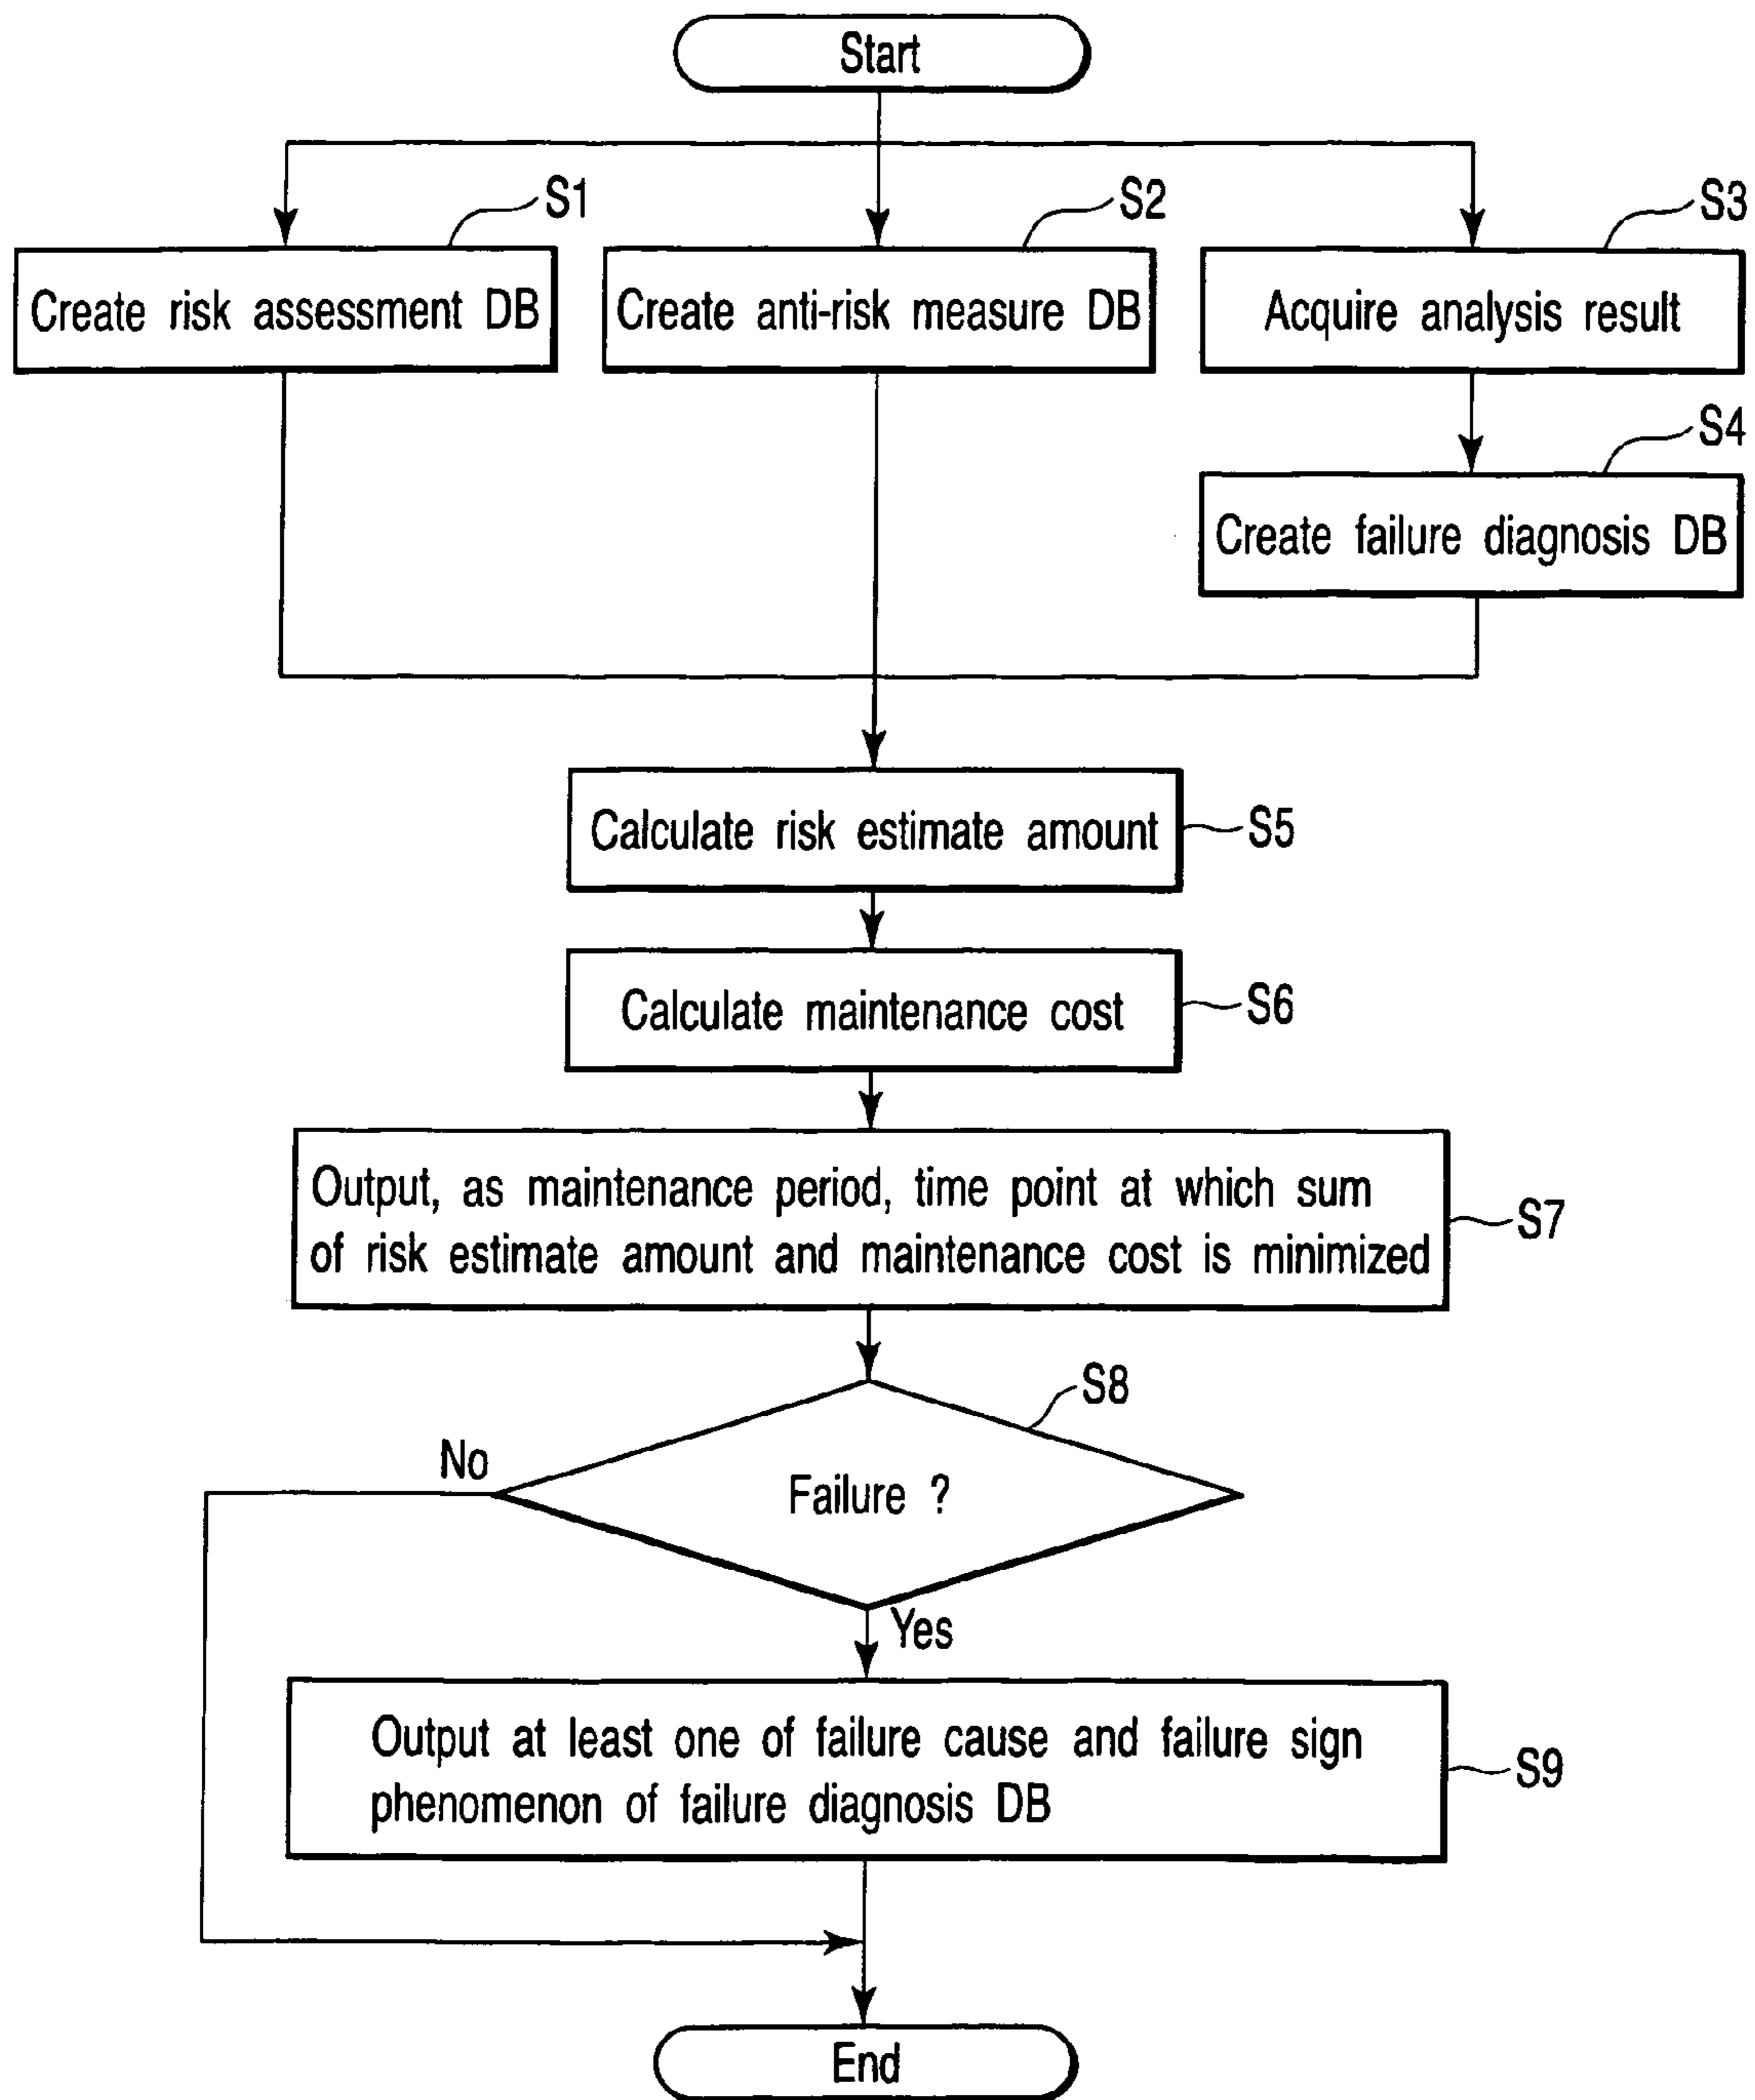 Start
S1
S2
S3
Create risk assessment DB
Create anti-risk measure DB
Acquire analysis result
S4
Create failure diagnosis DB
Calculate risk estimate amount
S5
Calculate maintenance cost
S6
Output, as maintenance period, time point at which sum
of risk estimate amount and maintenance cost is minimized
S7
S8
No
Failure ?
Yes
Output at least one of failure cause and failure sign
phenomenon of failure diagnosis DB
S9
End